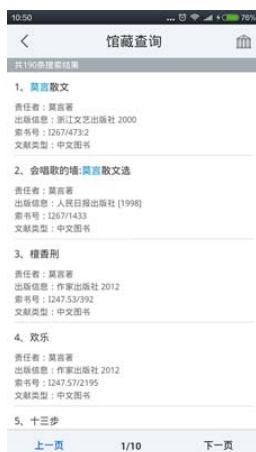 10:50
... 76%
馆藏查询
共190条搜索结果
1、莫言散文
责任者：莫言著
出版信息：浙江文艺出版社 2000
索书号：I267/473:2
文献类型：中文图书
2、会唱歌的墙:莫言散文选
责任者：莫言著
出版信息：人民日报出版社 [1998]
索书号：I267/1433
文献类型：中文图书
3、檀香刑
责任者：莫言著
出版信息：作家出版社 2012
索书号：I247.53/392
文献类型：中文图书
4、欢乐
责任者：莫言著
出版信息：作家出版社 2012
索书号：I247.57/2195
文献类型：中文图书
5、十三步
上一页 1/10 下一页